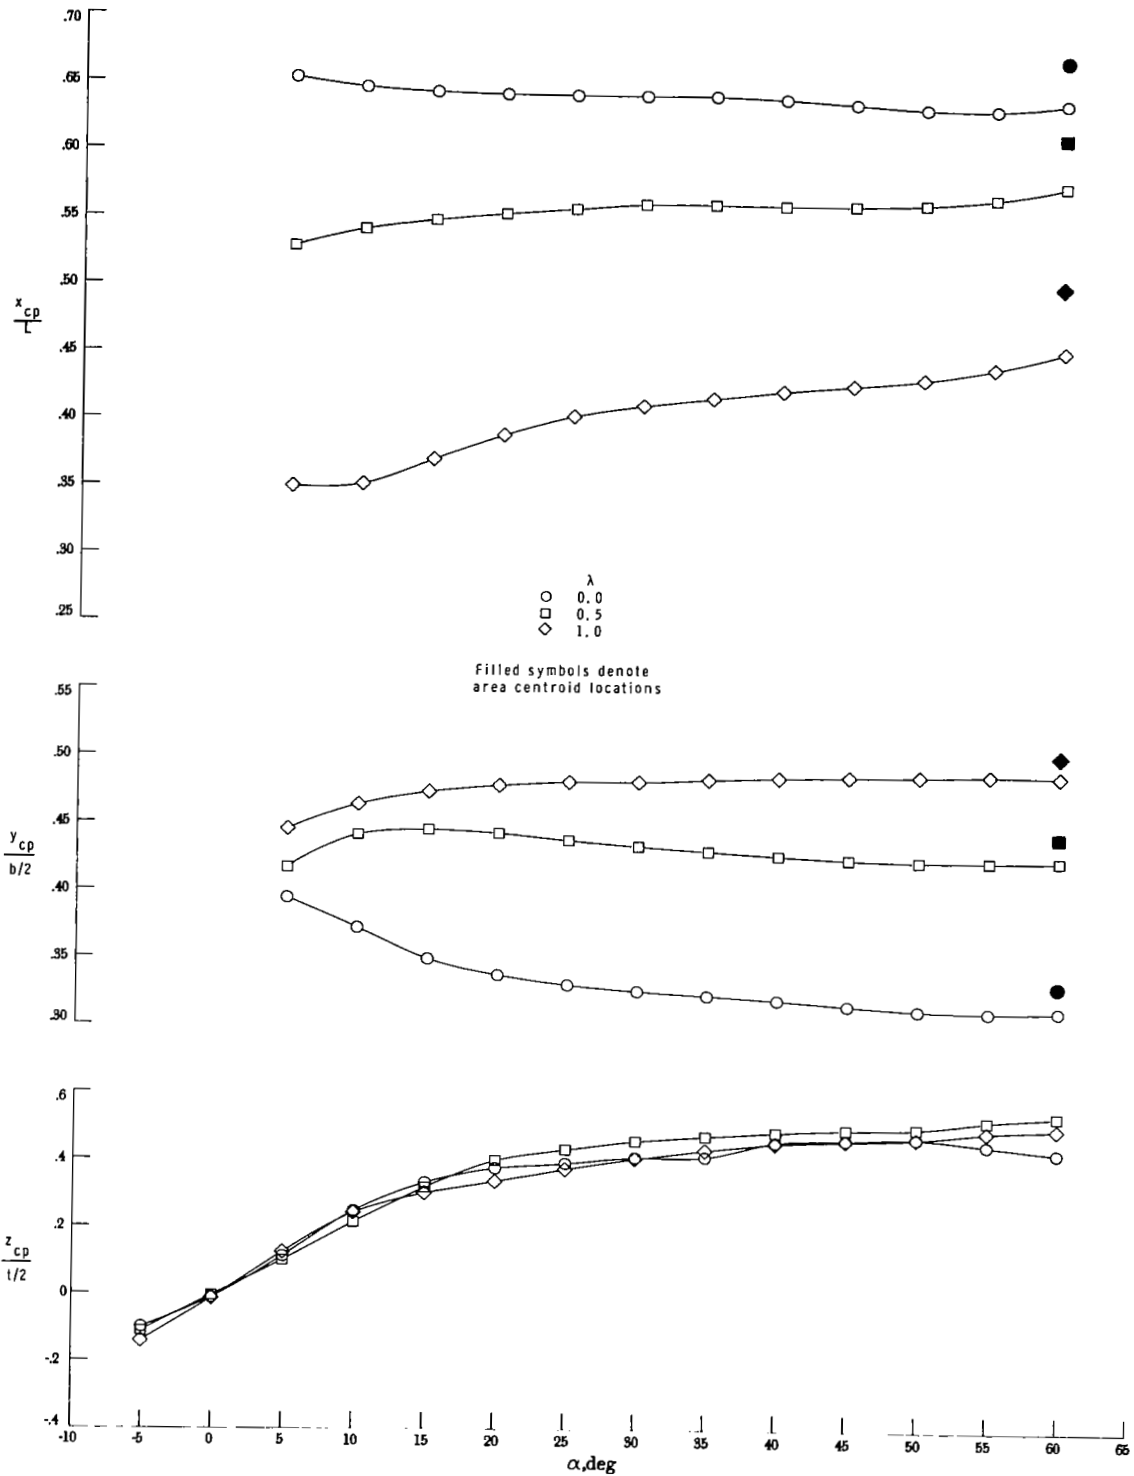 .70
.65
.60
.55
.50
x_cp
L
.45
.40
.35
.30
.25
λ
0.0
0.5
1.0
Filled symbols denote
area centroid locations
.55
.50
.45
y_cp
b/2
.40
.35
.30
.6
.4
.2
z_cp
t/2
0
-.2
-.4
-10 -5 0 5 10 15 20 25 30 35 40 45 50 55 60 65
α,deg